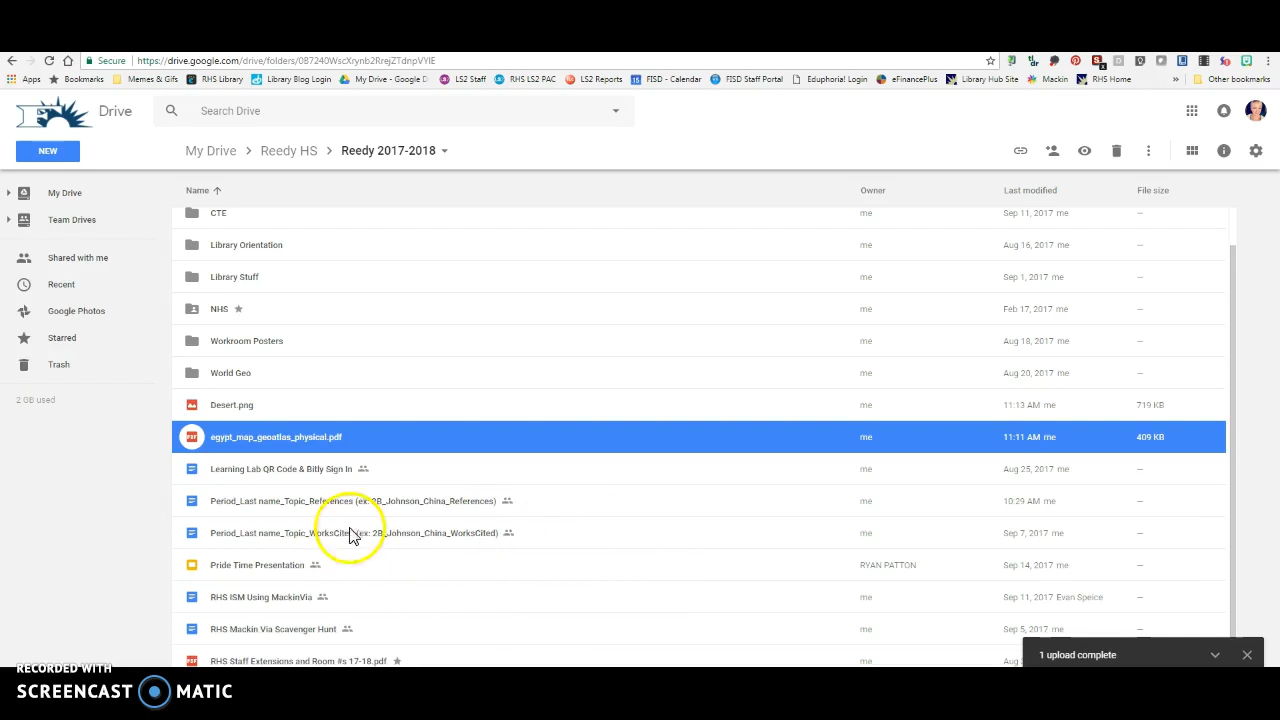 Secure https://drive.google.com/drive/folders/087240WscXrynb2RrejZTdnpVYlE
Apps Bookmarks Memes & Gifs RHS Library Library Blog Login My Drive - Google D LS2 Staff RHS LS2 PAC LS2 Reports FISD - Calendar FISD Staff Portal Eduphorial Login eFinancePlus Library Hub Site Mackin RHS Home » Other bookmarks
Drive Search Drive
NEW My Drive > Reedy HS > Reedy 2017-2018
Name Owner Last modified File size
My Drive
Team Drives
Shared with me
Recent
Google Photos
Starred
Trash
2 GB used
CTE me Sep 11, 2017 me –
Library Orientation me Aug 16, 2017 me –
Library Stuff me Sep 1, 2017 me –
NHS me Feb 17, 2017 me –
Workroom Posters me Aug 18, 2017 me –
World Geo me Aug 20, 2017 me –
Desert.png me 11:13 AM me 719 KB
PDF egypt_map_geoatlas_physical.pdf me 11:11 AM me 409 KB
Learning Lab QR Code & Bitly Sign In me Aug 25, 2017 me –
Period_Last name_Topic_References (ex: 2B_Johnson_China_References) me 10:29 AM me –
Period_Last name_Topic_WorksCited (ex: 2B_Johnson_China_WorksCited) me Sep 7, 2017 me –
Pride Time Presentation RYAN PATTON Sep 14, 2017 me –
RHS ISM Using MackinVia me Sep 11, 2017 Evan Speice –
RHS Mackin Via Scavenger Hunt me Sep 5, 2017 me –
PDF RHS Staff Extensions and Room #s 17-18.pdf me
1 upload complete
RECORDED WITH
SCREENCAST MATIC